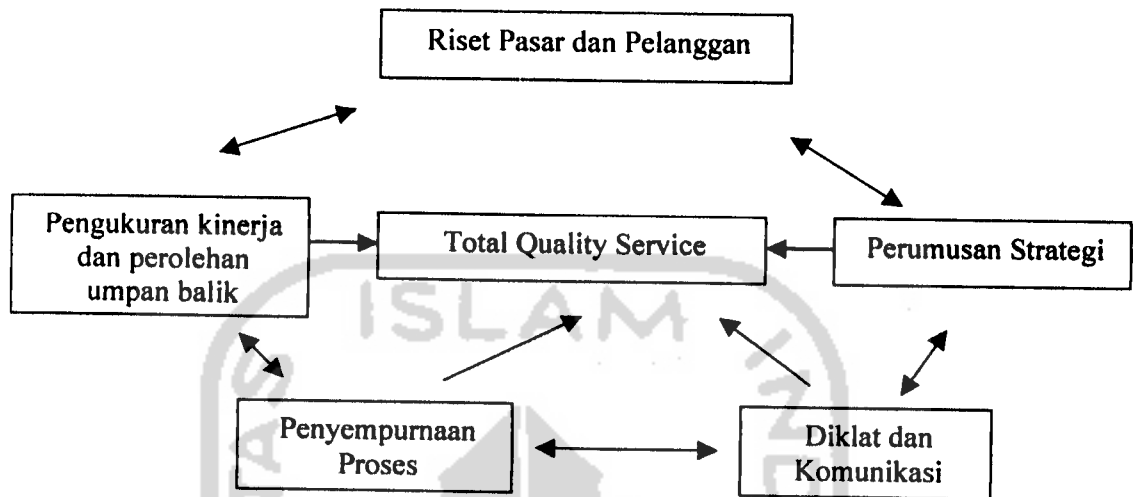 Riset Pasar dan Pelanggan
Pengukuran kinerja
dan perolehan
umpan balik
Total Quality Service
Perumusan Strategi
ISLAM
Penyempurnaan
Proses
Diklat dan
Komunikasi